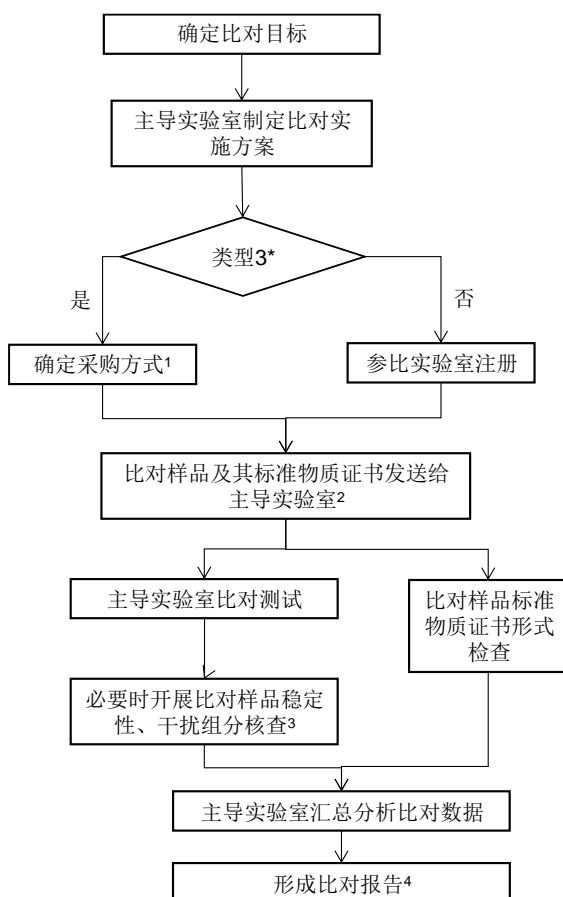 确定比对目标
主导实验室制定比对实
施方案
类型3*
是
否
确定采购方式¹
参比实验室注册
比对样品及其标准物质证书发送给
主导实验室²
主导实验室比对测试
比对样品标准
物质证书形式
检查
必要时开展比对样品稳定
性、干扰组分核查³
主导实验室汇总分析比对数据
形成比对报告⁴